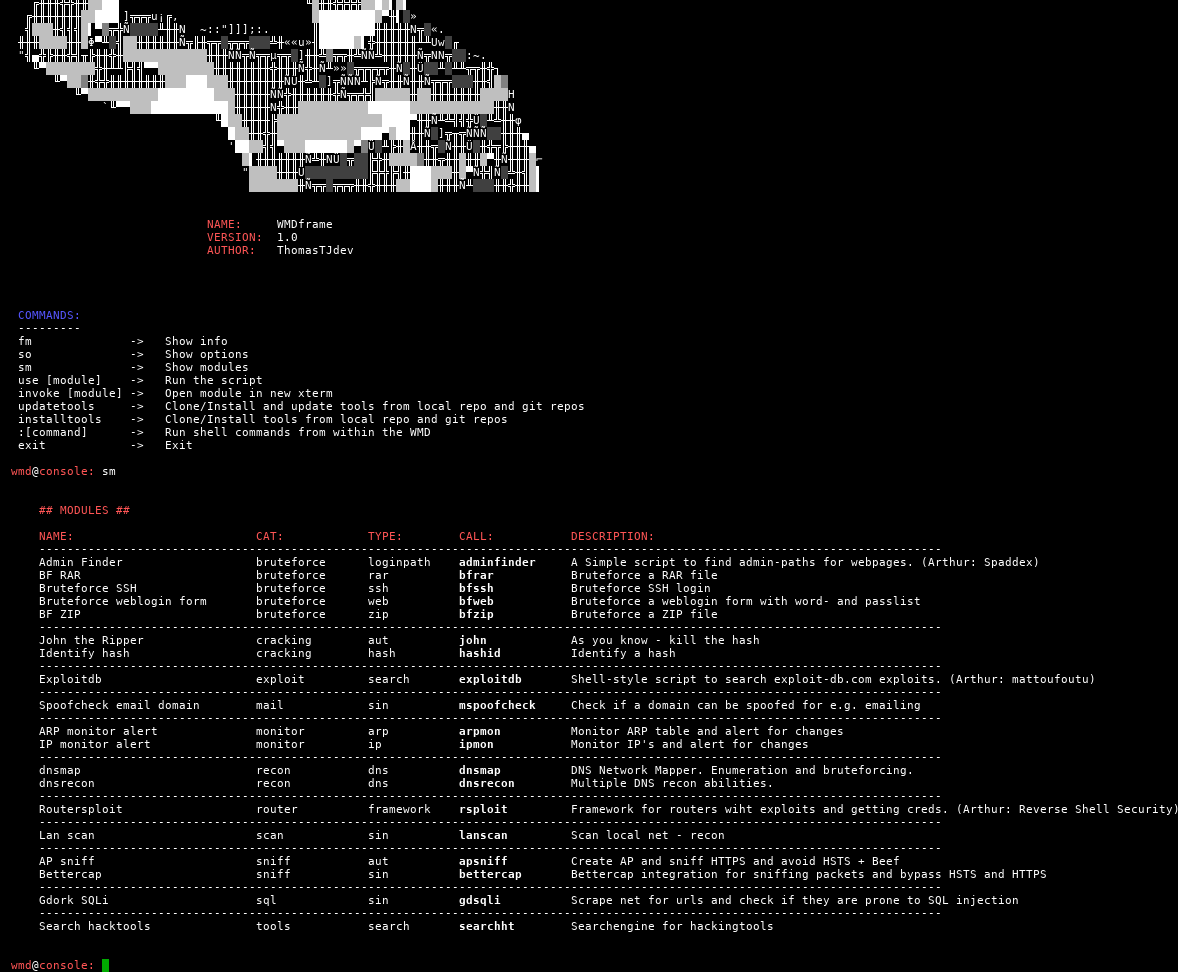 NAME: WMDframe
VERSION: 1.0
AUTHOR: ThomasTJdev
COMMANDS:
---------
fm -> Show info
so -> Show options
sm -> Show modules
use [module] -> Run the script
invoke [module] -> Open module in new xterm
updatetools -> Clone/Install and update tools from local repo and git repos
installtools -> Clone/Install tools from local repo and git repos
:[command] -> Run shell commands from within the WMD
exit -> Exit
wmd@console: sm
## MODULES ##
NAME: CAT: TYPE: CALL: DESCRIPTION:
Admin Finder bruteforce loginpath adminfinder A Simple script to find admin-paths for webpages. (Arthur: Spaddex)
BF RAR bruteforce rar bfrar Bruteforce a RAR file
Bruteforce SSH bruteforce ssh bfssh Bruteforce SSH login
Bruteforce weblogin form bruteforce web bfweb Bruteforce a weblogin form with word- and passlist
BF ZIP bruteforce zip bfzip Bruteforce a ZIP file
John the Ripper cracking aut john As you know - kill the hash
Identify hash cracking hash hashid Identify a hash
Exploitdb exploit search exploitdb Shell-style script to search exploit-db.com exploits. (Arthur: mattoufoutu)
Spoofcheck email domain mail sin mspoofcheck Check if a domain can be spoofed for e.g. emailing
ARP monitor alert monitor arp arpmon Monitor ARP table and alert for changes
IP monitor alert monitor ip ipmon Monitor IP's and alert for changes
dnsmap recon dns dnsmap DNS Network Mapper. Enumeration and bruteforcing.
dnsrecon recon dns dnsrecon Multiple DNS recon abilities.
Routersploit router framework rsploit Framework for routers wiht exploits and getting creds. (Arthur: Reverse Shell Security)
Lan scan scan sin lanscan Scan local net - recon
AP sniff sniff aut apsniff Create AP and sniff HTTPS and avoid HSTS + Beef
Bettercap sniff sin bettercap Bettercap integration for sniffing packets and bypass HSTS and HTTPS
Gdork SQLi sql sin gdsqli Scrape net for urls and check if they are prone to SQL injection
Search hacktools tools search searchht Searchengine for hackingtools
wmd@console: